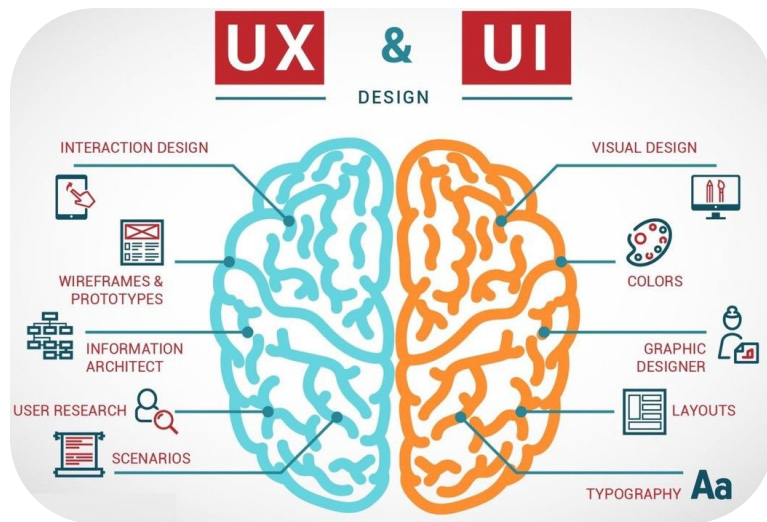 UX & UI
DESIGN
INTERACTION DESIGN
WIREFRAMES &
PROTOTYPES
INFORMATION
ARCHITECT
USER RESEARCH
SCENARIOS
VISUAL DESIGN
COLORS
GRAPHIC
DESIGNER
LAYOUTS
TYPOGRAPHY Aa